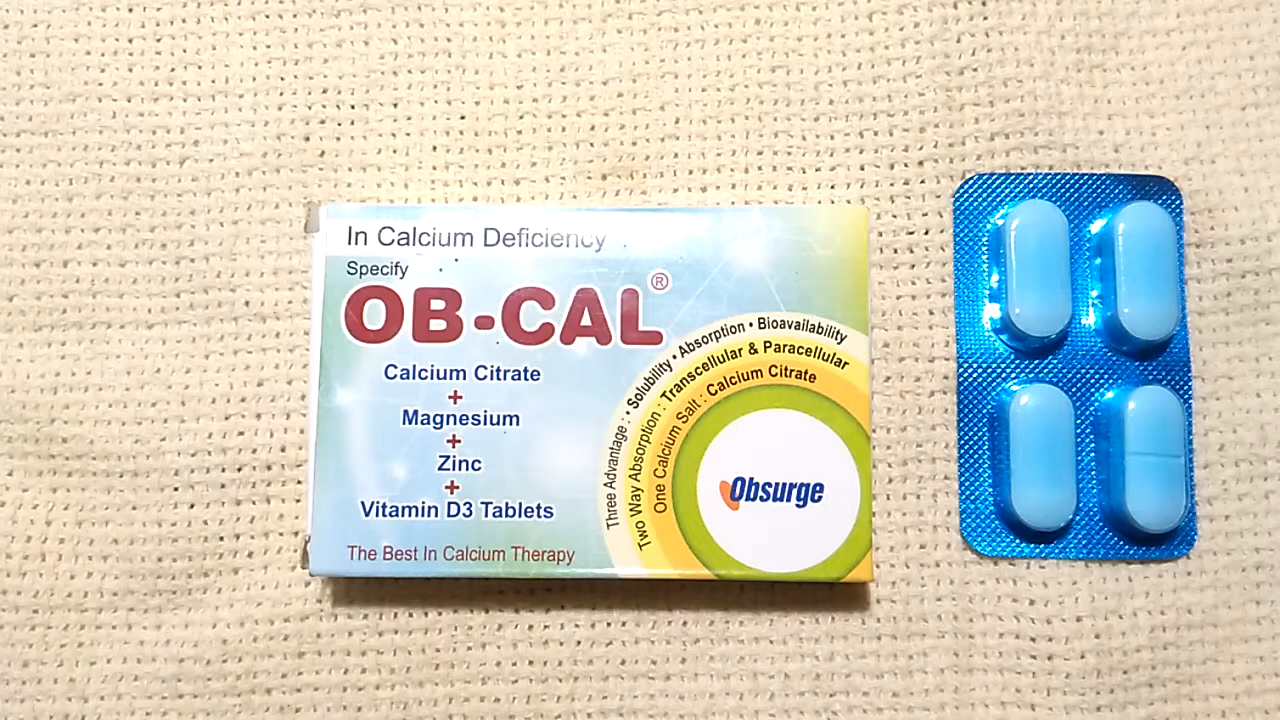 In Calcium Deficiency
Specify
OB-CAL®
Calcium Citrate
+
Magnesium
+
Zinc
+
Vitamin D3 Tablets
The Best In Calcium Therapy
Three Advantage : • Solubility • Absorption • Bioavailability
Two Way Absorption : Transcellular & Paracellular
One Calcium Salt : Calcium Citrate
Obsurge